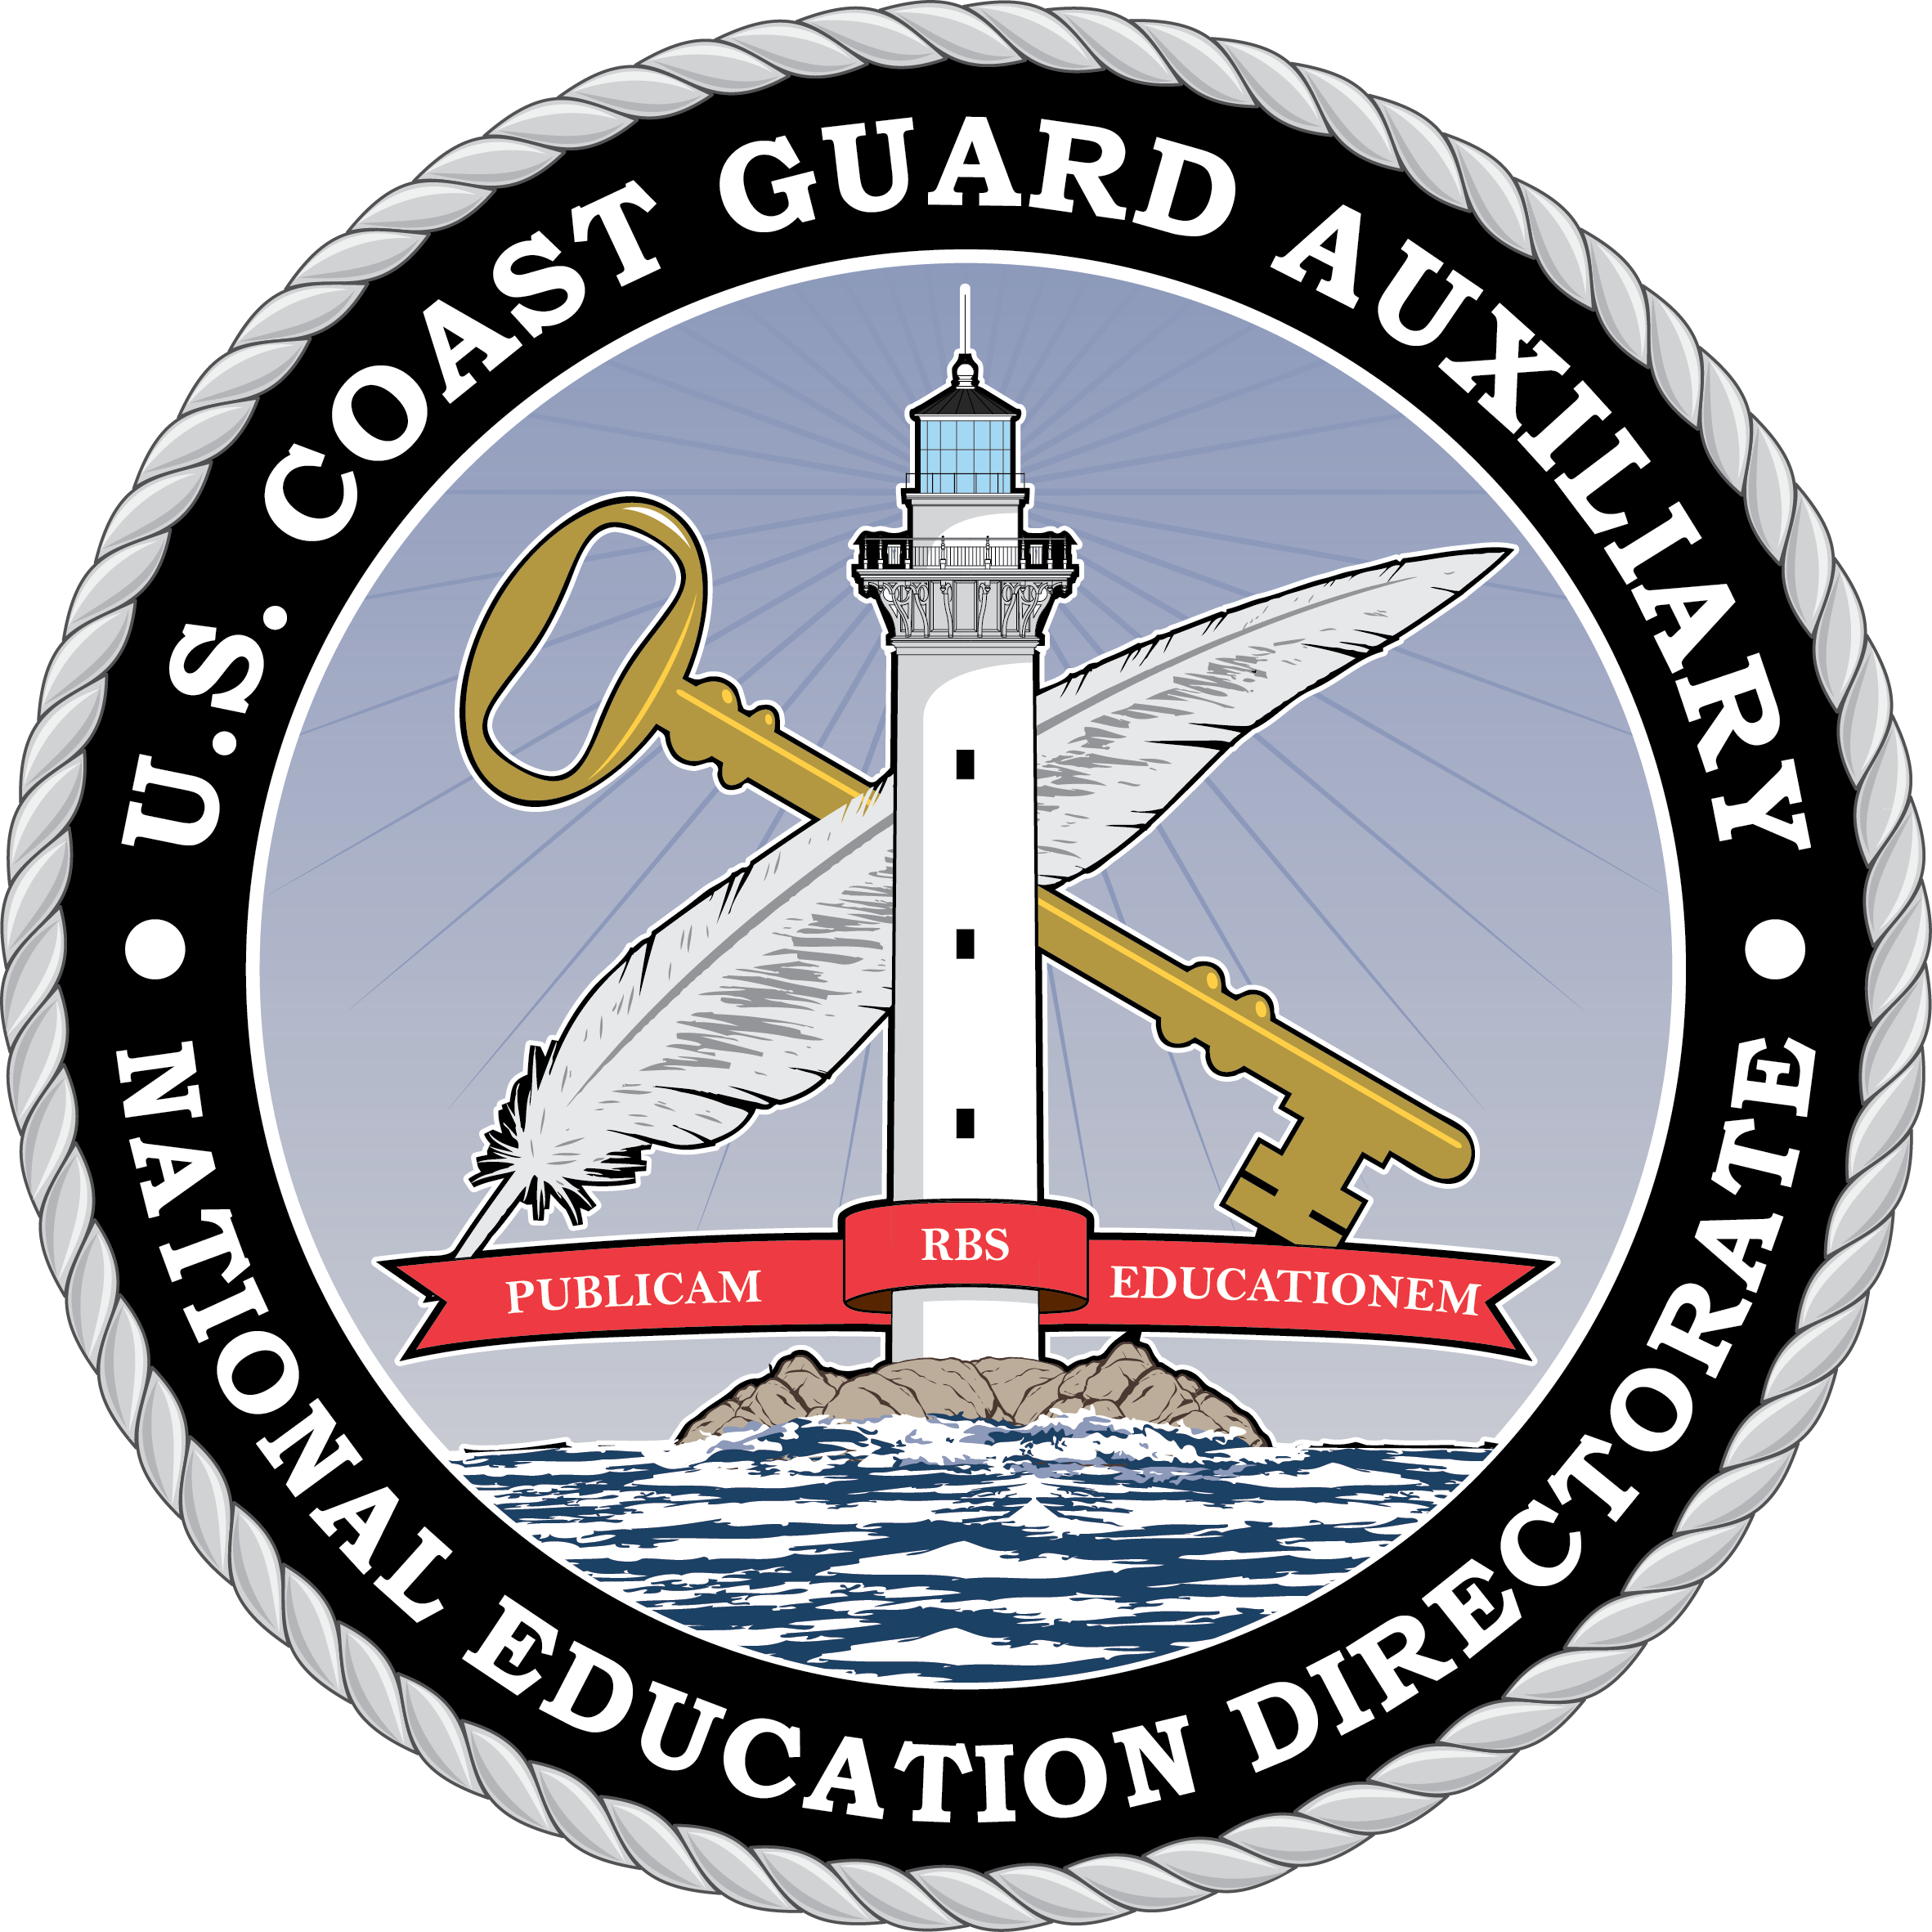 U.S. COAST GUARD AUXILIARY
RBS
PUBLICAM EDUCATIONEM
NATIONAL EDUCATION DIRECTORATE